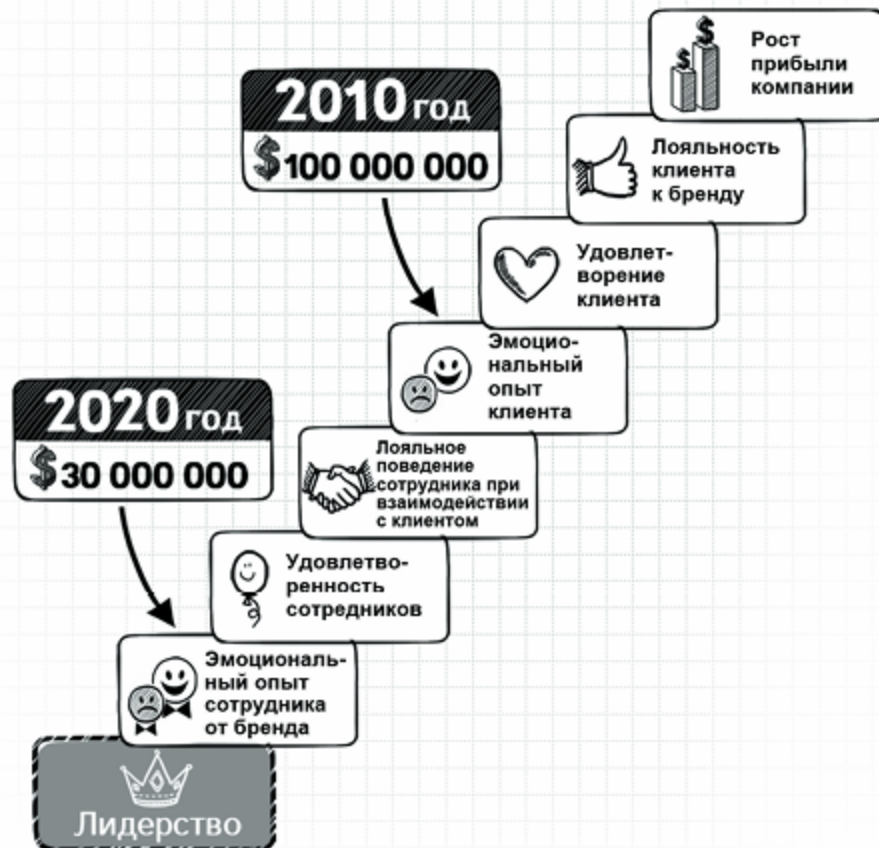 Рост
прибыли
компании
2010 год
$100 000 000
Лояльность
клиента
к бренду
Удовлет-
ворение
клиента
Эмоцио-
нальный
опыт
клиента
2020 год
$30 000 000
Лояльное
поведение
сотрудника при
взаимодействии
с клиентом
Удовлетво-
ренность
сотредников
Эмоциональ-
ный опыт
сотрудника
от бренда
Лидерство